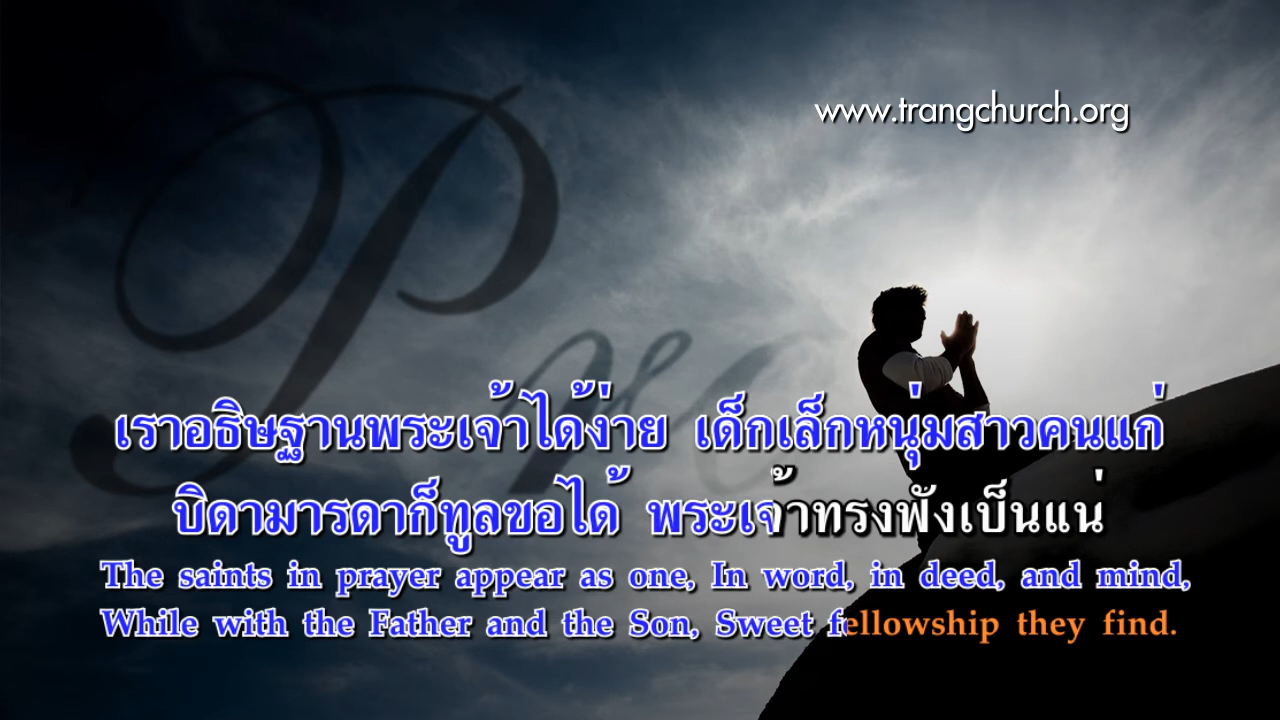 www.trangchurch.org
เราอธิษฐานพระเจ้าได้ง่าย เด็กเล็กหนุ่มสาวคนแก่
บิดามารดาก็ทูลขอได้ พระเจ้าทรงฟังเป็นแน่
The saints in prayer appear as one, In word, in deed, and mind,
While with the Father and the Son, Sweet fellowship they find.